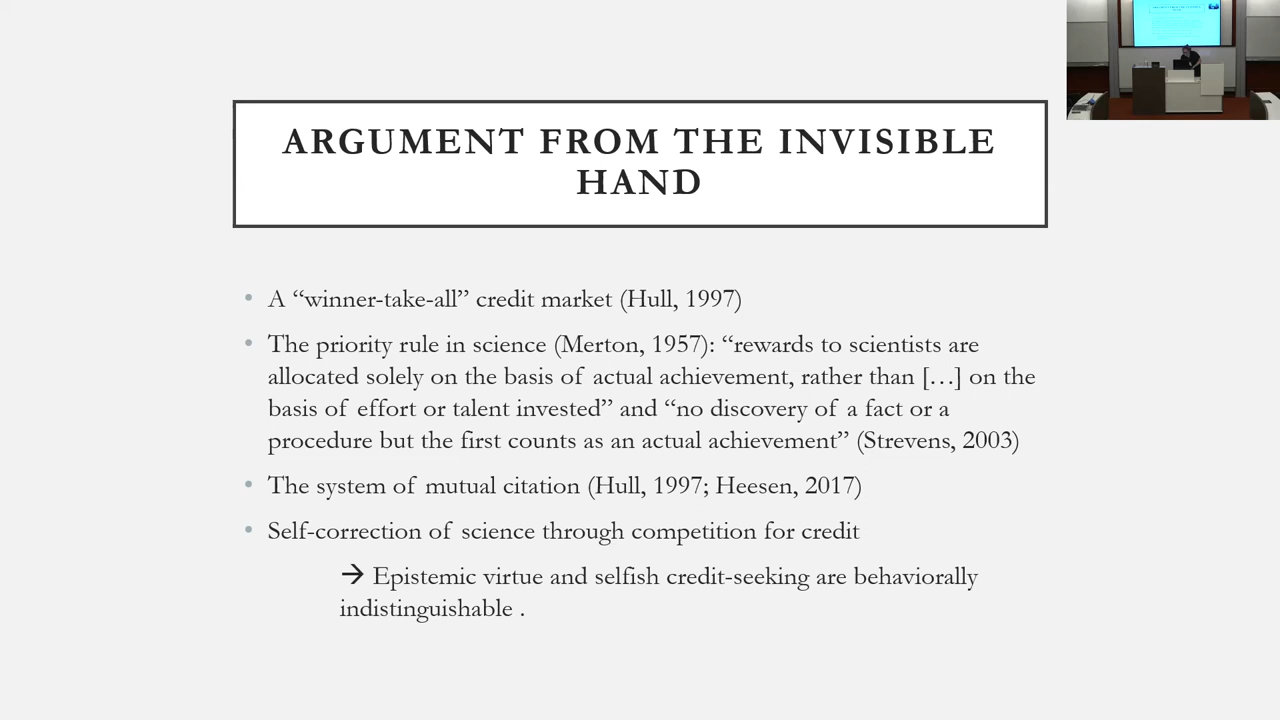 ARGUMENT FROM THE INVISIBLE
HAND
• A “winner-take-all” credit market (Hull, 1997)
• The priority rule in science (Merton, 1957): “rewards to scientists are
allocated solely on the basis of actual achievement, rather than […] on the
basis of effort or talent invested” and “no discovery of a fact or a
procedure but the first counts as an actual achievement” (Strevens, 2003)
• The system of mutual citation (Hull, 1997; Heesen, 2017)
• Self-correction of science through competition for credit
→ Epistemic virtue and selfish credit-seeking are behaviorally
indistinguishable .